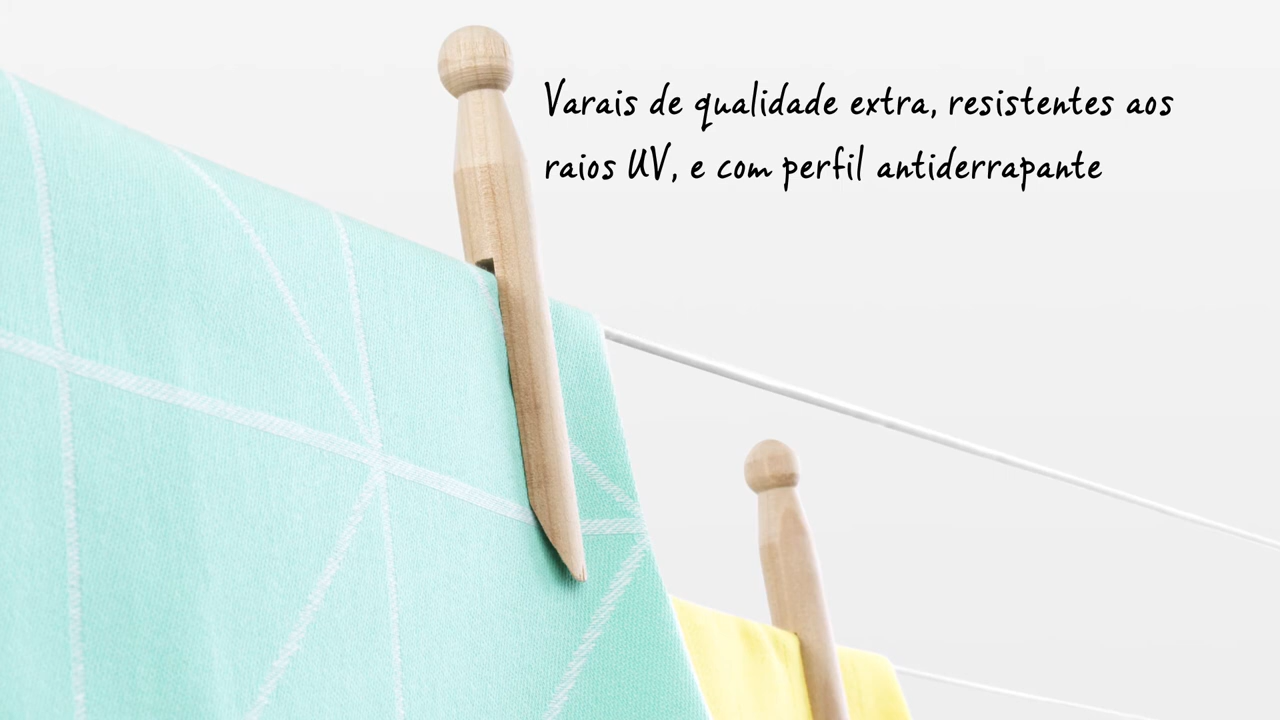 Varais de qualidade extra, resistentes aos
raios UV, e com perfil antiderrapante